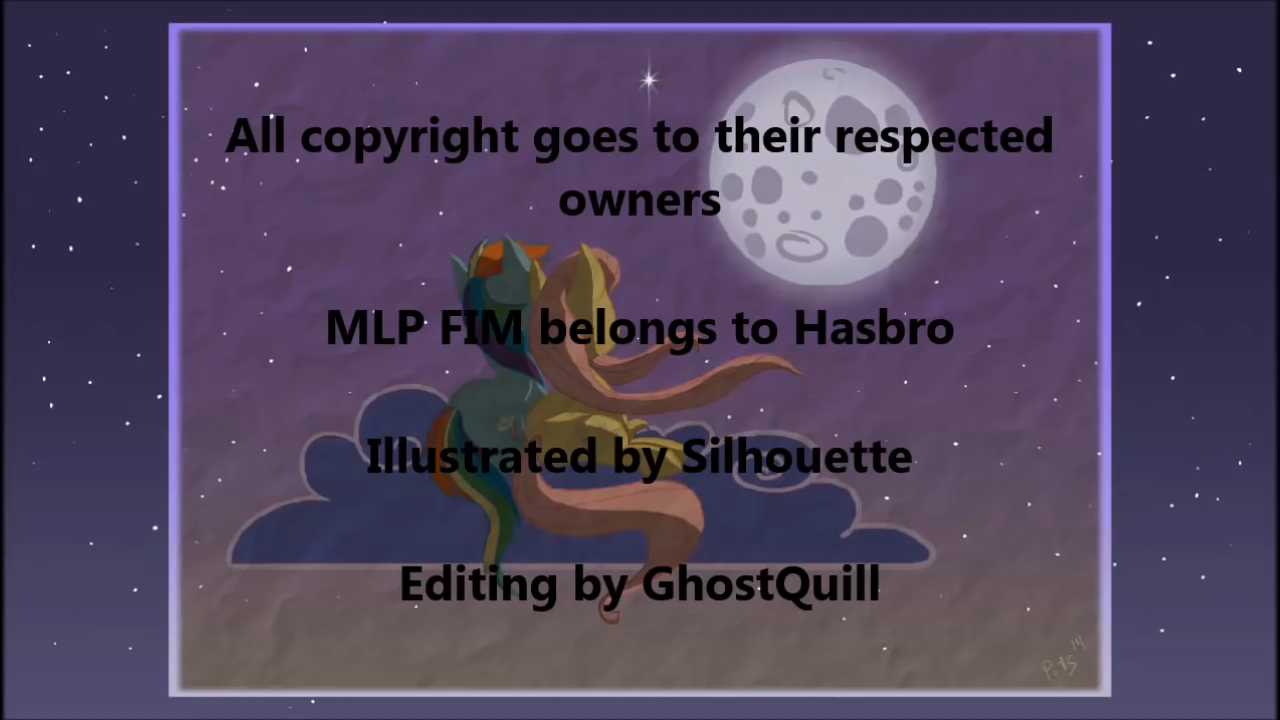 All copyright goes to their respected
owners
MLP FIM belongs to Hasbro
Illustrated by Silhouette
Editing by GhostQuill